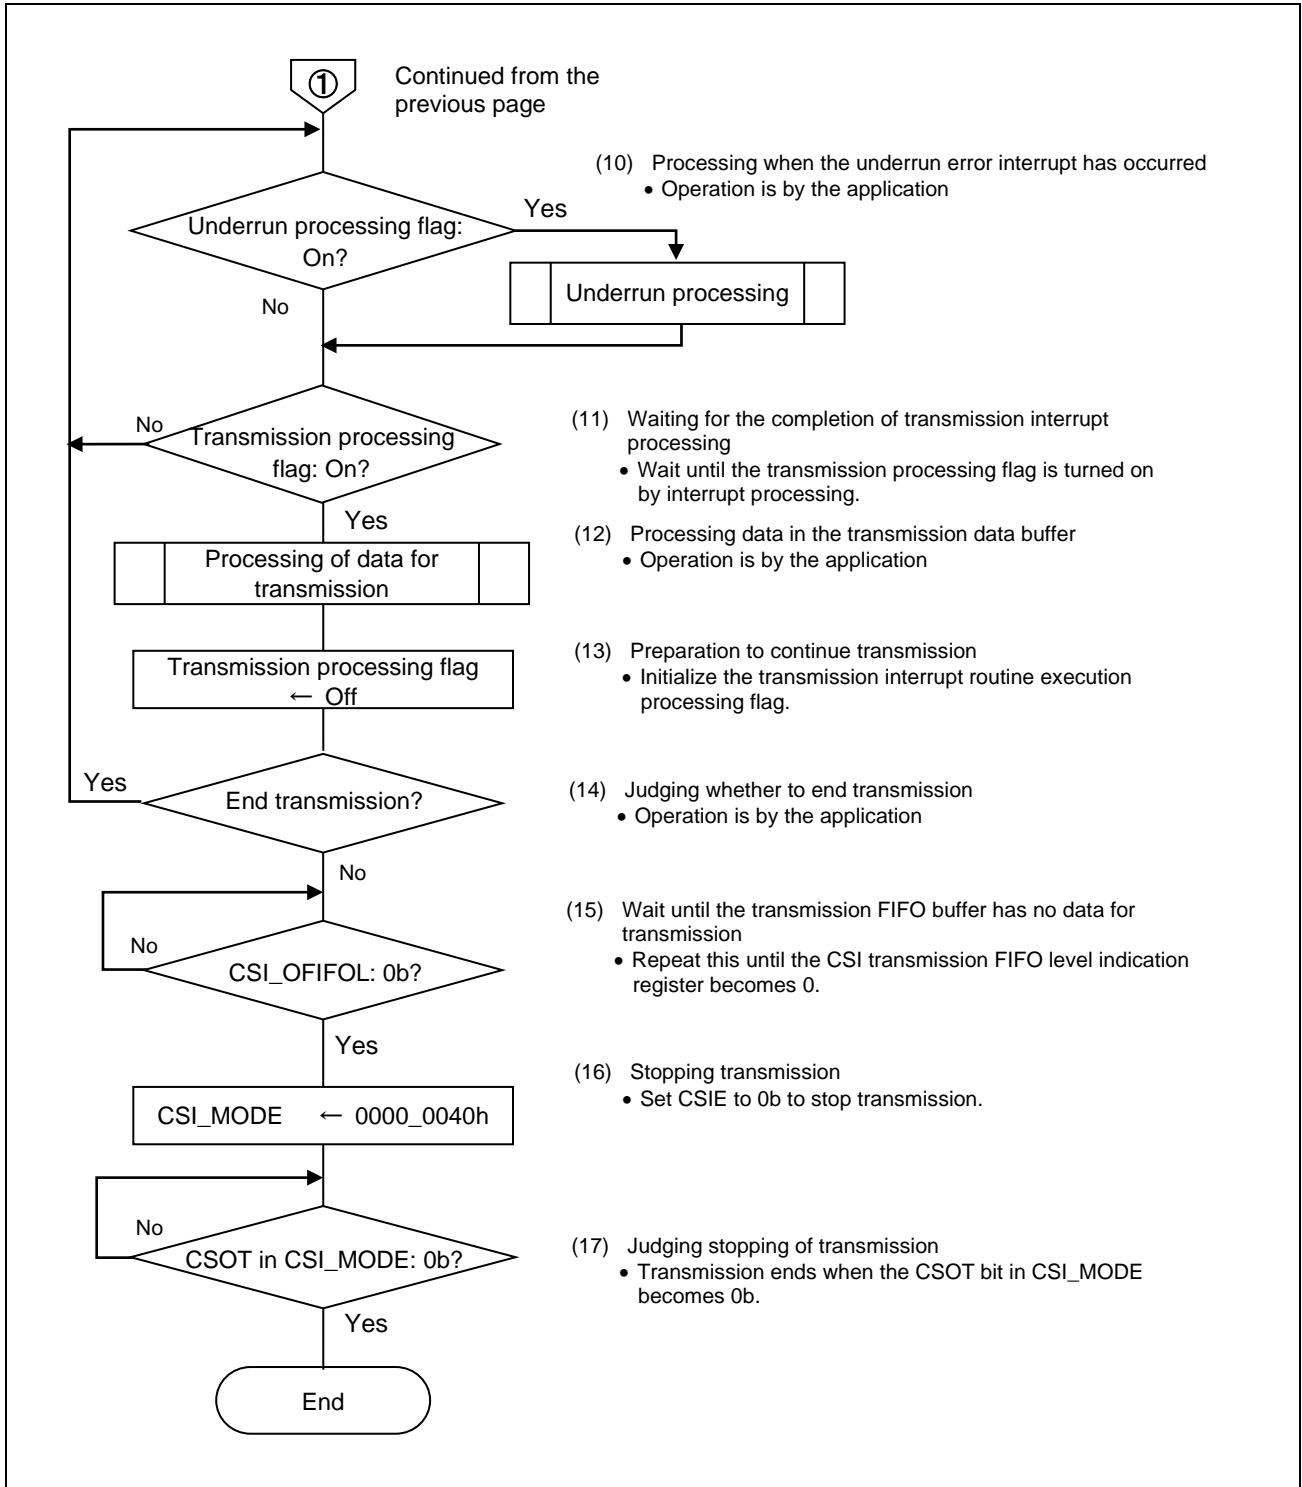 ①
Continued from the
previous page
(10) Processing when the underrun error interrupt has occurred
• Operation is by the application
Underrun processing flag:
On?
Yes
Underrun processing
No
(11) Waiting for the completion of transmission interrupt
processing
• Wait until the transmission processing flag is turned on
by interrupt processing.
No
Transmission processing
flag: On?
Yes
(12) Processing data in the transmission data buffer
• Operation is by the application
Processing of data for
transmission
(13) Preparation to continue transmission
• Initialize the transmission interrupt routine execution
processing flag.
Transmission processing flag
← Off
Yes
End transmission?
(14) Judging whether to end transmission
• Operation is by the application
No
(15) Wait until the transmission FIFO buffer has no data for
transmission
• Repeat this until the CSI transmission FIFO level indication
register becomes 0.
No
CSI_OFIFOL: 0b?
Yes
(16) Stopping transmission
• Set CSIE to 0b to stop transmission.
CSI_MODE ← 0000_0040h
No
CSOT in CSI_MODE: 0b?
(17) Judging stopping of transmission
• Transmission ends when the CSOT bit in CSI_MODE
becomes 0b.
Yes
End